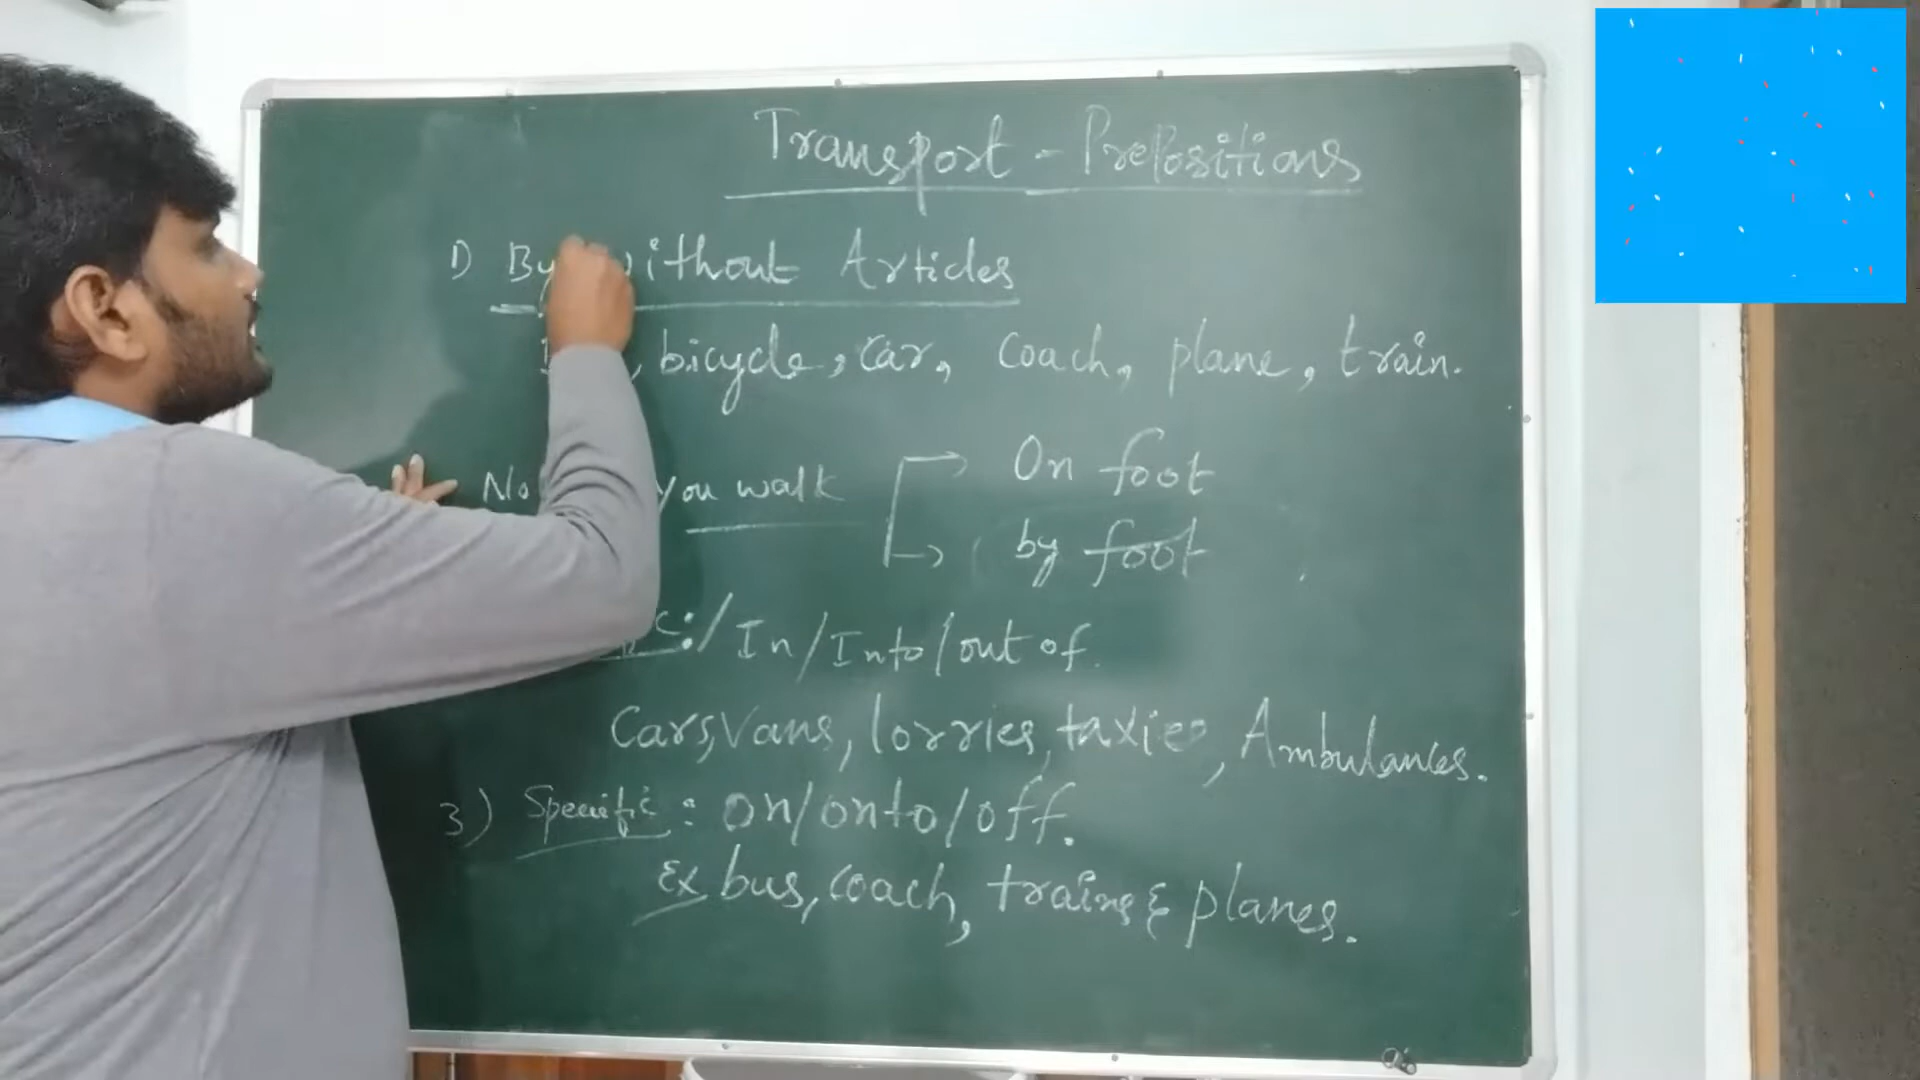 Transport - Prepositions
1) By without Articles
, bicycle, car, coach, plane, train.
you walk
On foot
by foot
: / In / Into / out of.
Cars, Vans, lorries, taxies, Ambulances.
3) Specific : on/onto/off.
Ex bus, coach, trains & planes.